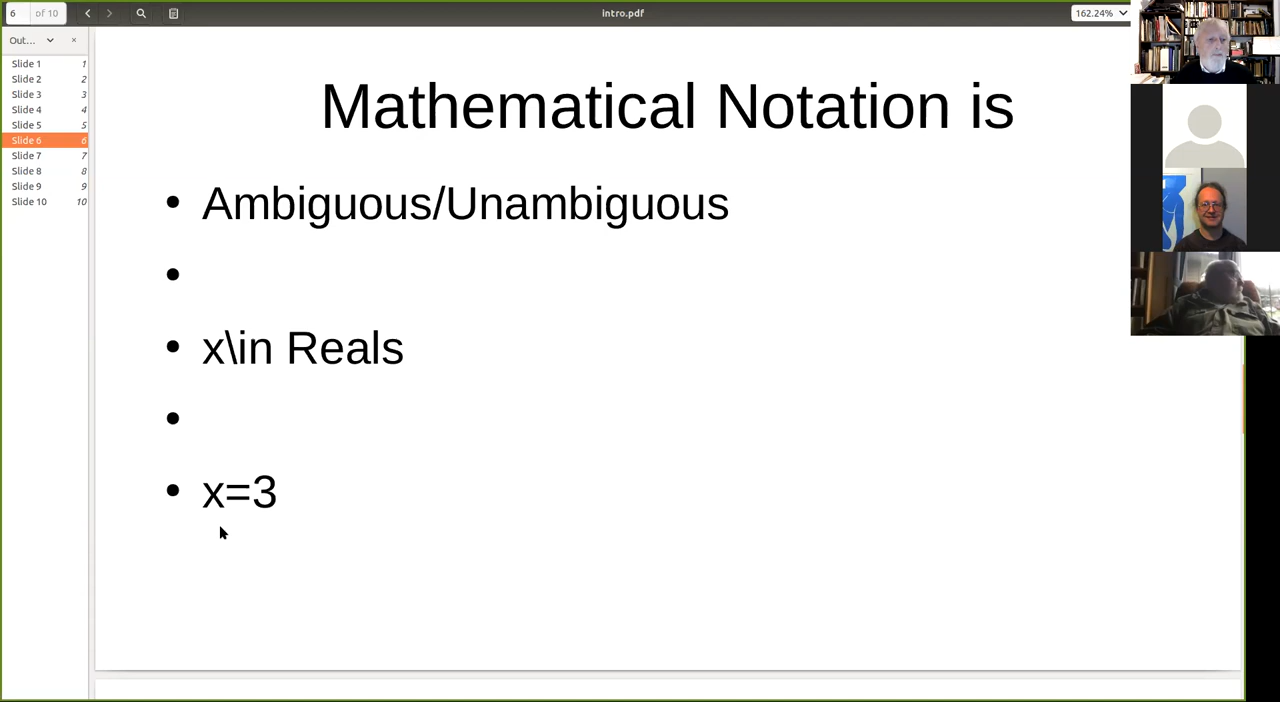 6 of 10
intro.pdf
162.24%
Out...
Slide 1 1
Slide 2 2
Slide 3 3
Slide 4 4
Slide 5 5
Slide 6 6
Slide 7 7
Slide 8 8
Slide 9 9
Slide 10 10
Mathematical Notation is
• Ambiguous/Unambiguous
•
• x\in Reals
•
• x=3